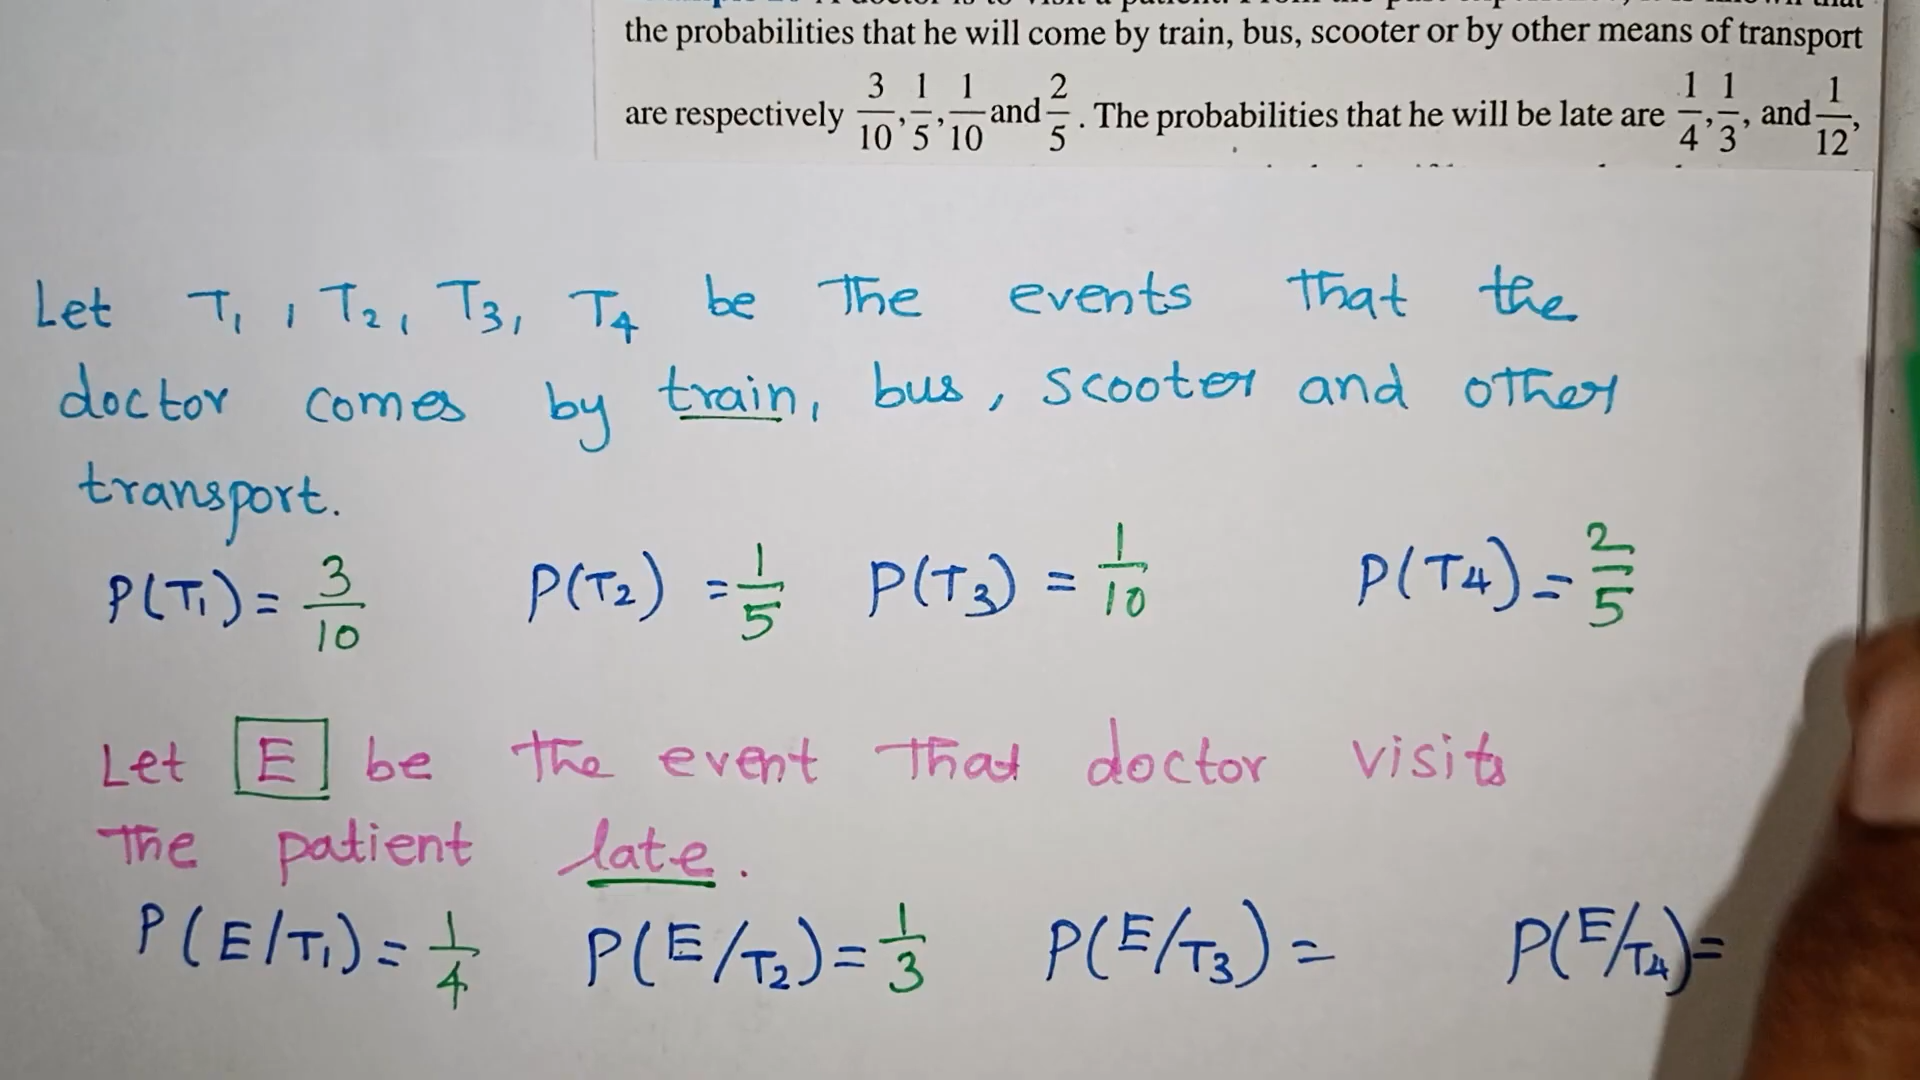 the probabilities that he will come by train, bus, scooter or by other means of transport
are respectively 3/10, 1/5, 1/10 and 2/5. The probabilities that he will be late are 1/4, 1/3, and 1/12,
Let T₁, T₂, T₃, T₄ be the events that the
doctor comes by train, bus, scooter and other
transport.
P(T₁) = 3/10 P(T₂) = 1/5 P(T₃) = 1/10 P(T₄) = 2/5
Let E be the event that doctor visits
the patient late.
P(E/T₁) = 1/4 P(E/T₂) = 1/3 P(E/T₃) = P(E/T₄) =